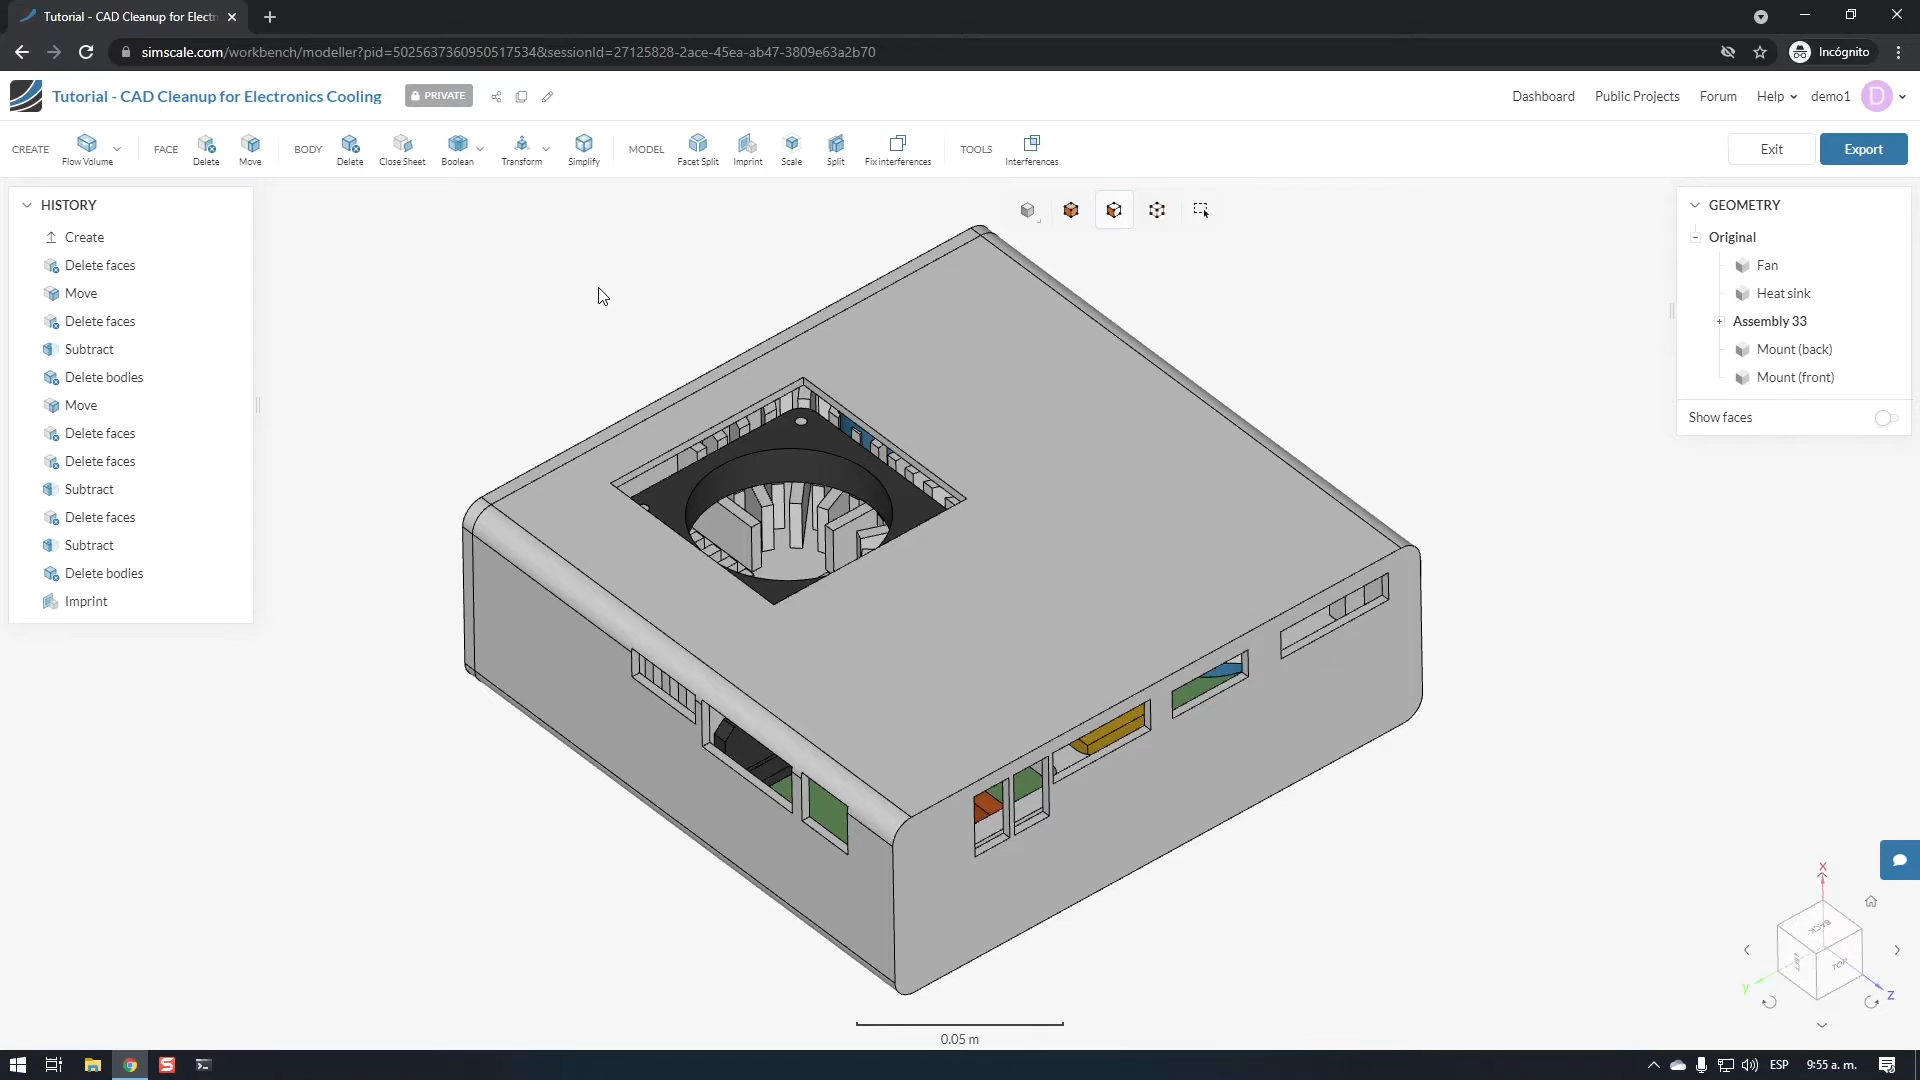 Tutorial - CAD Cleanup for Electr
simscale.com/workbench/modeller?pid=5025637360950517534&sessionId=27125828-2ace-45ea-ab47-3809e63a2b70
Incógnito
Tutorial - CAD Cleanup for Electronics Cooling
PRIVATE
Dashboard
Public Projects
Forum
Help
demo1
D
CREATE
Flow Volume
FACE
Delete
Move
BODY
Delete
Close Sheet
Boolean
Transform
Simplify
MODEL
Facet Split
Imprint
Scale
Split
Fix interferences
TOOLS
Interferences
Exit
Export
HISTORY
Create
Delete faces
Move
Delete faces
Subtract
Delete bodies
Move
Delete faces
Delete faces
Subtract
Delete faces
Subtract
Delete bodies
Imprint
GEOMETRY
Original
Fan
Heat sink
Assembly 33
Mount (back)
Mount (front)
Show faces
X
BACK
LEFT
TOP
Y
Z
0.05 m
ESP
9:55 a. m.